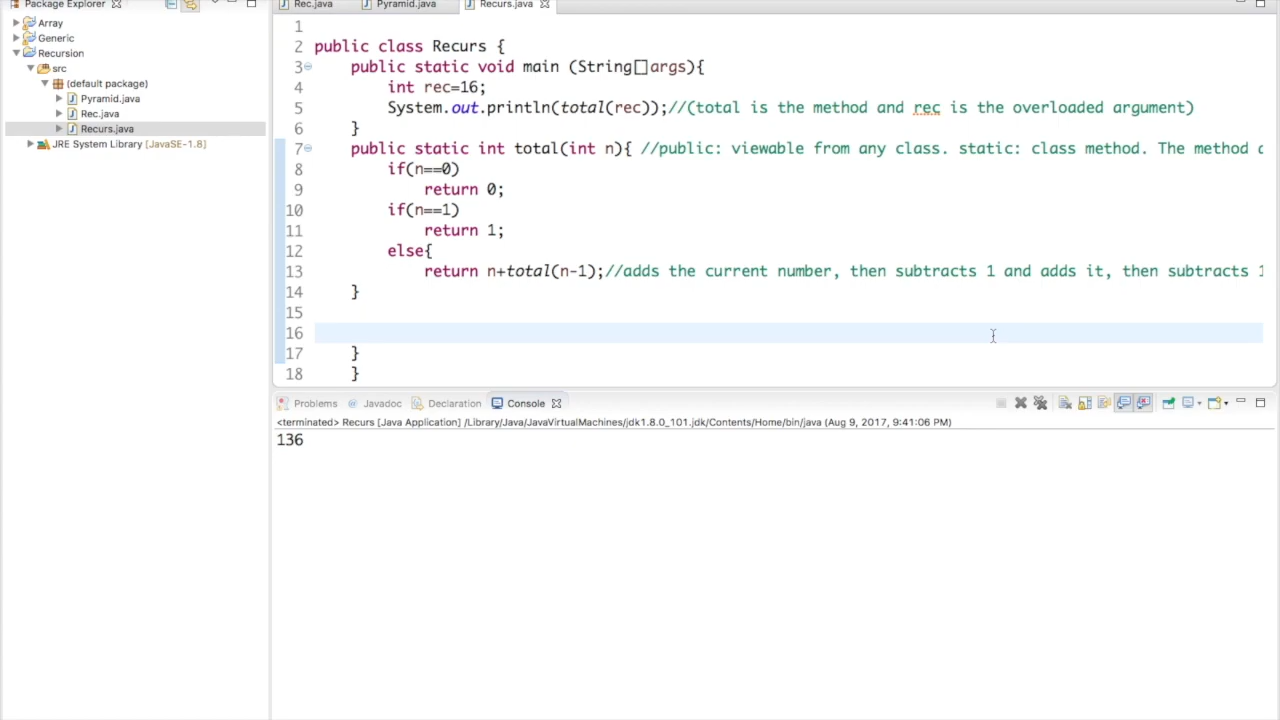 Package Explorer
Rec.java
Pyramid.java
Recurs.java
Array
Generic
Recursion
src
(default package)
Pyramid.java
Rec.java
Recurs.java
JRE System Library [JavaSE-1.8]
1
2 public class Recurs {
3 public static void main (String[]args){
4 int rec=16;
5 System.out.println(total(rec));//(total is the method and rec is the overloaded argument)
6 }
7 public static int total(int n){ //public: viewable from any class. static: class method. The method
8 if(n==0)
9 return 0;
10 if(n==1)
11 return 1;
12 else{
13 return n+total(n-1);//adds the current number, then subtracts 1 and adds it, then subtracts 1
14 }
15
16
17 }
18 }
Problems
@ Javadoc
Declaration
Console
<terminated> Recurs [Java Application] /Library/Java/JavaVirtualMachines/jdk1.8.0_101.jdk/Contents/Home/bin/java (Aug 9, 2017, 9:41:06 PM)
136